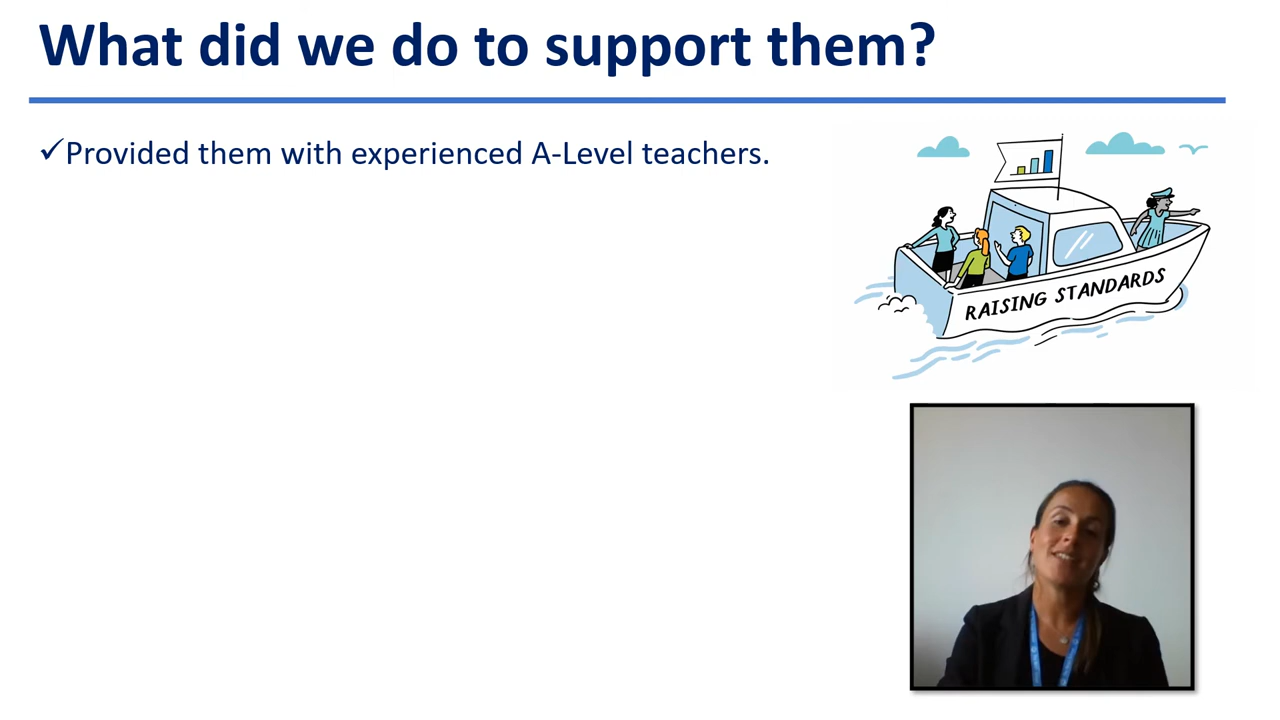 What did we do to support them?
✓Provided them with experienced A-Level teachers.
RAISING STANDARDS